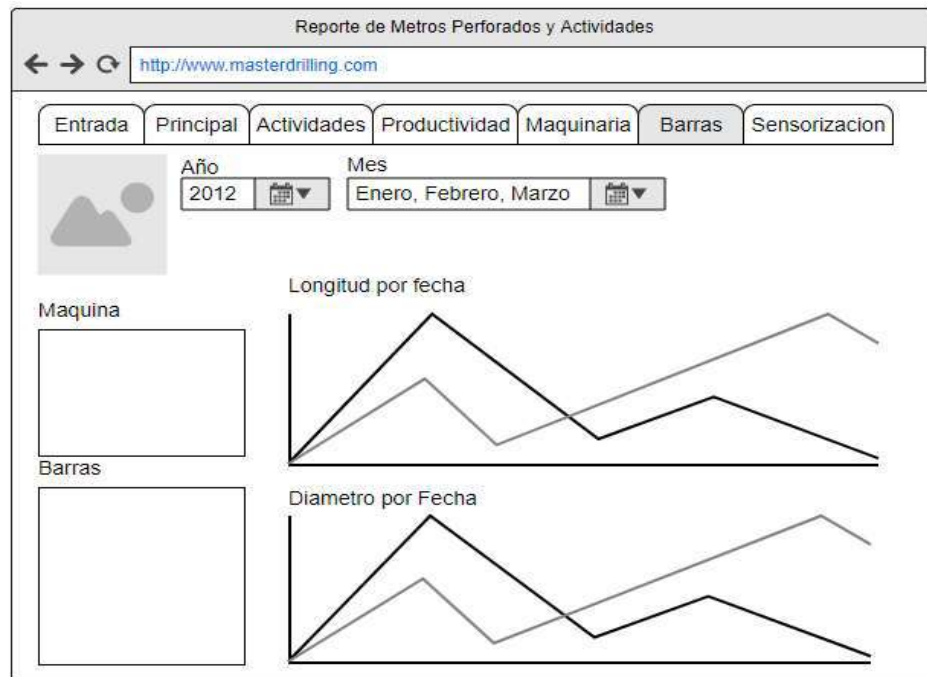 Reporte de Metros Perforados y Actividades
http://www.masterdrilling.com
Entrada Principal Actividades Productividad Maquinaria Barras Sensorizacion
Año Mes
2012 Enero, Febrero, Marzo
Longitud por fecha
Maquina
Barras
Diametro por Fecha